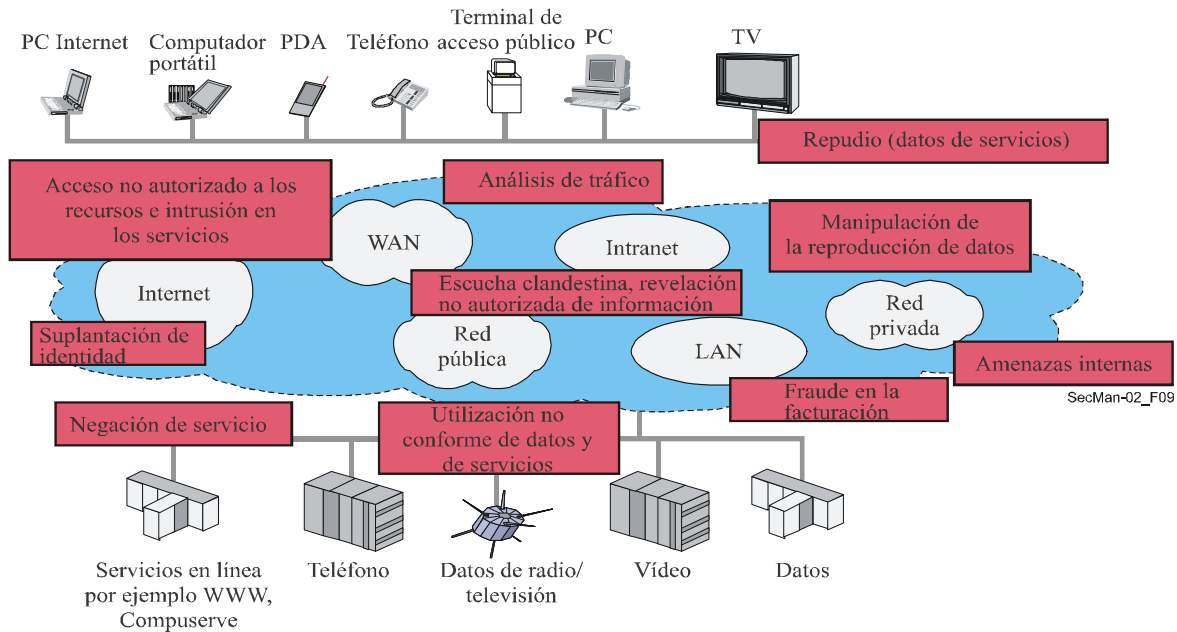 PC Internet
Computador
portátil
PDA
Teléfono
Terminal de
acceso público
PC
TV
Repudio (datos de servicios)
Acceso no autorizado a los
recursos e intrusión en
los servicios
Análisis de tráfico
Manipulación de
la reproducción de datos
WAN
Intranet
Internet
Escucha clandestina, revelación
no autorizada de información
Red
privada
Suplantación de
identidad
Red
pública
LAN
Amenazas internas
Fraude en la
facturación
SecMan-02_F09
Negación de servicio
Utilización no
conforme de datos y
de servicios
Servicios en línea
por ejemplo WWW,
Compuserve
Teléfono
Datos de radio/
televisión
Vídeo
Datos